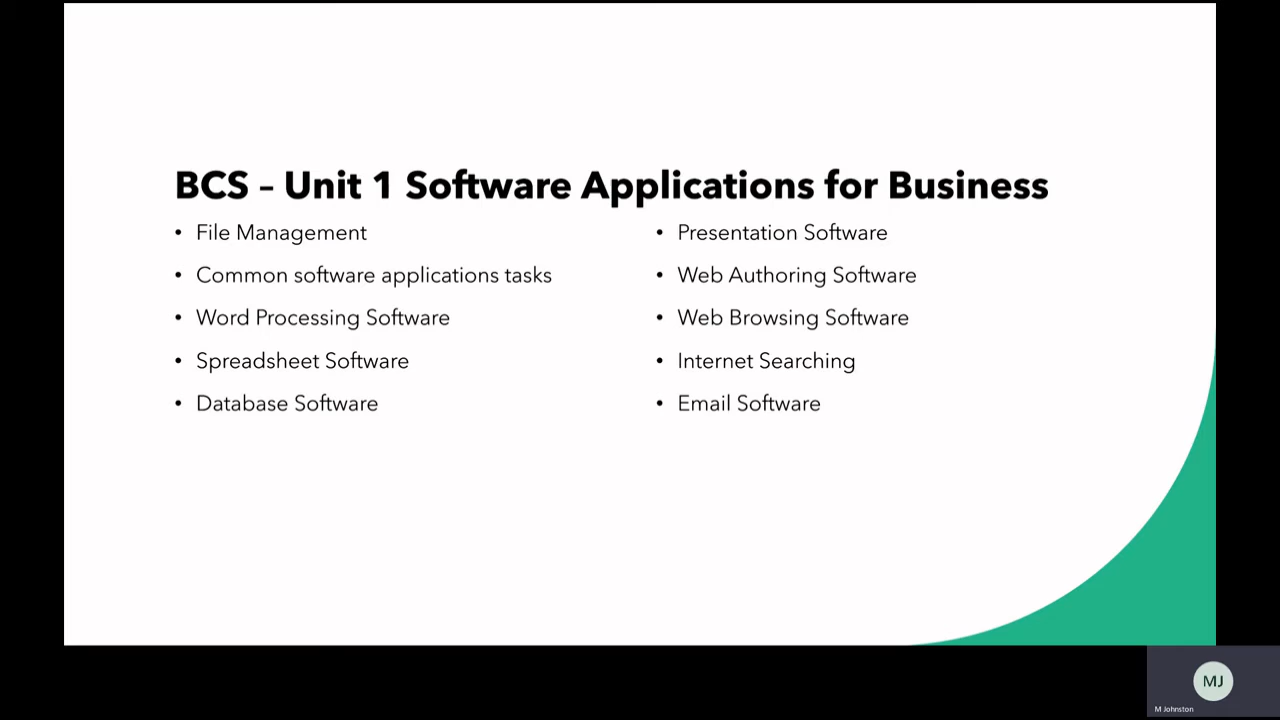 BCS – Unit 1 Software Applications for Business
• File Management
• Common software applications tasks
• Word Processing Software
• Spreadsheet Software
• Database Software
• Presentation Software
• Web Authoring Software
• Web Browsing Software
• Internet Searching
• Email Software
MJ
M Johnston